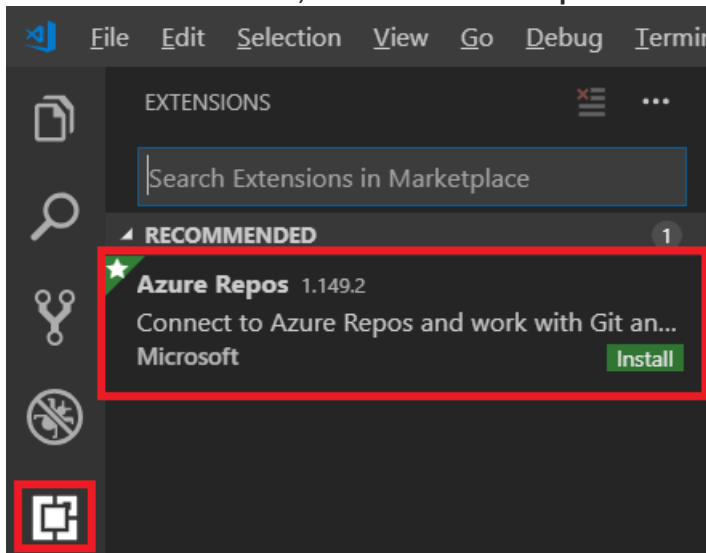 File Edit Selection View Go Debug
EXTENSIONS
Search Extensions in Marketplace
RECOMMENDED 1
Azure Repos 1.149.2
Connect to Azure Repos and work with Git an...
Microsoft Install